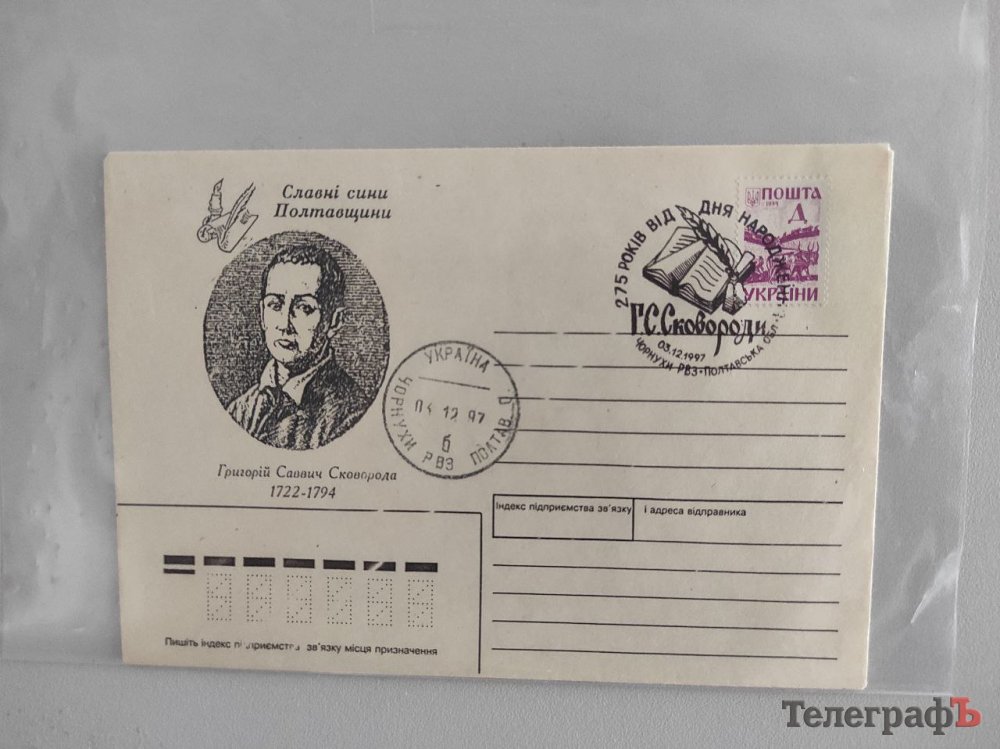 Славні сини
Полтавщини
Григорій Саввич Сковорода
1722-1794
ПОШТА
1994
Д
УКРАЇНИ
275 РОКІВ ВІД ДНЯ НАРОДЖЕННЯ
Г.С.Сковороди
03.12.1997
ЧОРНУХИ РВЗ-ПОЛТАВСЬКА ОБЛ.
УКРАЇНА
12 97
б
ЧОРНУХИ РВЗ ПОЛТАВ. О.
Індекс підприємства зв'язку
і адреса відправника
Пишіть індекс підприємства зв'язку місця призначення
ТелеграфЪ